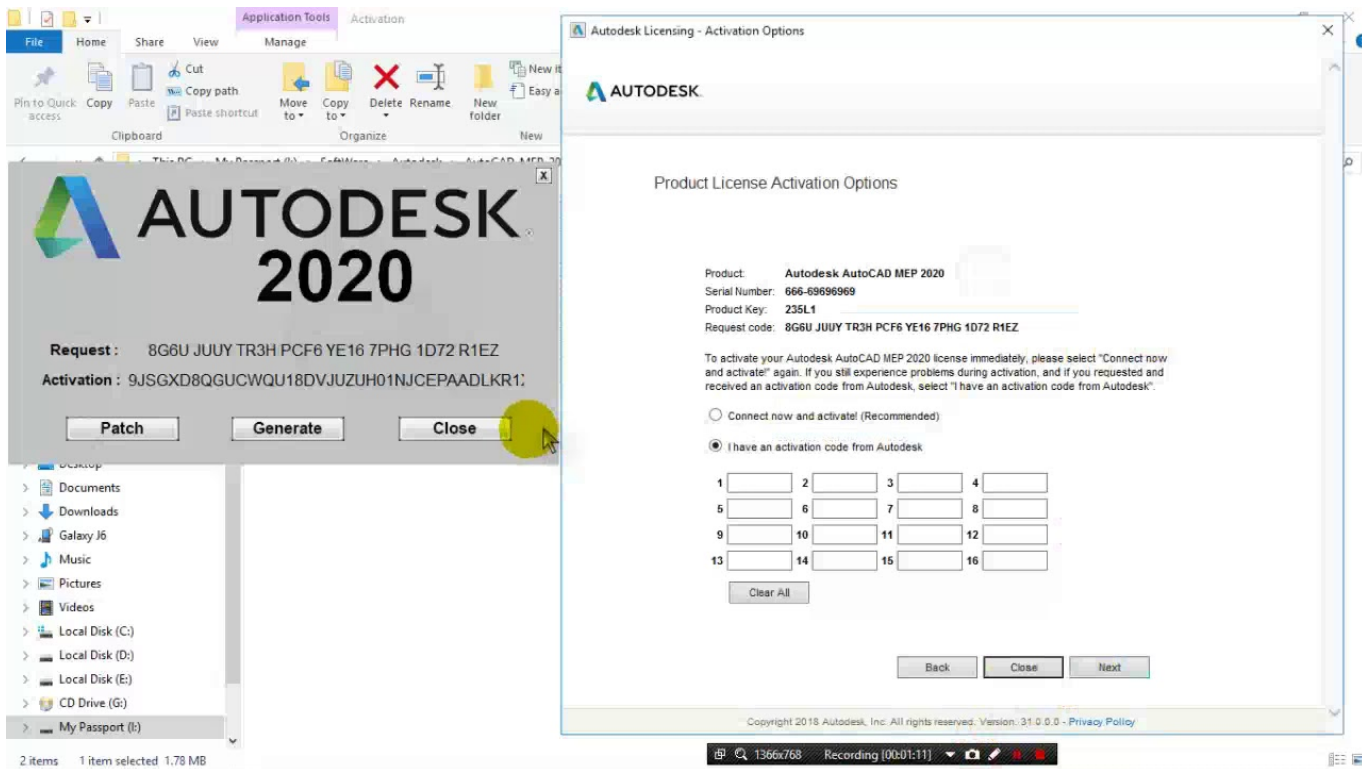 Application Tools
Activation
File
Home
Share
View
Manage
Pin to Quick access
Copy
Paste
Cut
Copy path
Paste shortcut
Move to
Copy to
Delete
Rename
New folder
New it
Easy a
Clipboard
Organize
New
AUTODESK
2020
Request : 8G6U JUUY TR3H PCF6 YE16 7PHG 1D72 R1EZ
Activation : 9JSGXD8QGUCWQU18DVJUZUH01NJCEPAADLKR1
Patch
Generate
Close
Desktop
Documents
Downloads
Galaxy J6
Music
Pictures
Videos
Local Disk (C:)
Local Disk (D:)
Local Disk (E:)
CD Drive (G:)
My Passport (I:)
2 items 1 item selected 1.78 MB
Autodesk Licensing - Activation Options
AUTODESK.
Product License Activation Options
Product: Autodesk AutoCAD MEP 2020
Serial Number: 666-69696969
Product Key: 235L1
Request code: 8G6U JUUY TR3H PCF6 YE16 7PHG 1D72 R1EZ
To activate your Autodesk AutoCAD MEP 2020 license immediately, please select "Connect now
and activate!" again. If you still experience problems during activation, and if you requested and
received an activation code from Autodesk, select "I have an activation code from Autodesk".
Connect now and activate! (Recommended)
I have an activation code from Autodesk
1 2 3 4
5 6 7 8
9 10 11 12
13 14 15 16
Clear All
Back
Close
Next
Copyright 2018 Autodesk, Inc. All rights reserved. Version. 31.0.0.0 - Privacy Policy
1366x768 Recording [00:01:11]